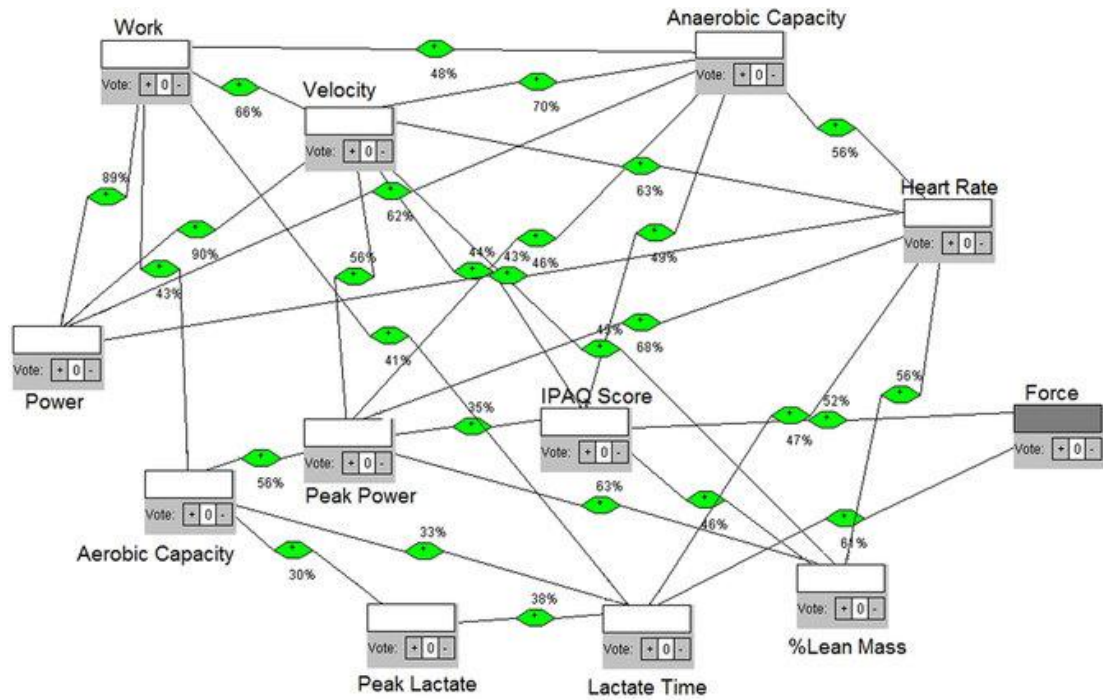 Anaerobic Capacity
Work
Vote: + 0 -
Vote: + 0 -
48%
66%
Velocity
70%
Vote: + 0 -
56%
89%
63%
Heart Rate
62%
Vote: + 0 -
90%
56%
44%
43%
46%
49%
43%
Vote: + 0 -
Power
41%
49%
68%
56%
IPAQ Score
Force
35%
52%
47%
Vote: + 0 -
Vote: + 0 -
Vote: + 0 -
56%
Peak Power
63%
Vote: + 0 -
46%
Aerobic Capacity
33%
61%
30%
38%
Vote: + 0 -
Vote: + 0 -
Vote: + 0 -
%Lean Mass
Peak Lactate
Lactate Time